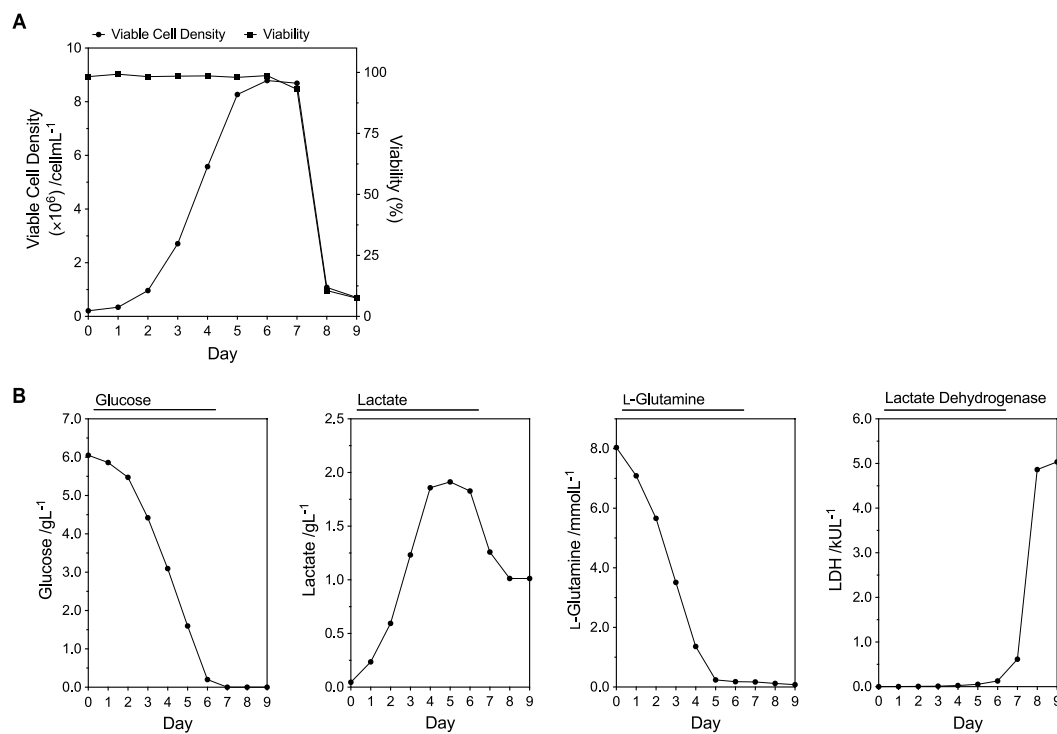 A
Viable Cell Density Viability
10
8
6
4
2
0
100
75
50
25
0
Viable Cell Density
(×10⁶) /cellmL⁻¹
Viability (%)
0 1 2 3 4 5 6 7 8 9
Day
B
Glucose
7.0
6.0
5.0
4.0
3.0
2.0
1.0
0.0
Glucose /gL⁻¹
0 1 2 3 4 5 6 7 8 9
Day
Lactate
2.5
2.0
1.5
1.0
0.5
0.0
Lactate /gL⁻¹
0 1 2 3 4 5 6 7 8 9
Day
L-Glutamine
8.0
6.0
4.0
2.0
0.0
L-Glutamine /mmolL⁻¹
0 1 2 3 4 5 6 7 8 9
Day
Lactate Dehydrogenase
6.0
5.0
4.0
3.0
2.0
1.0
0.0
LDH /kUL⁻¹
0 1 2 3 4 5 6 7 8 9
Day